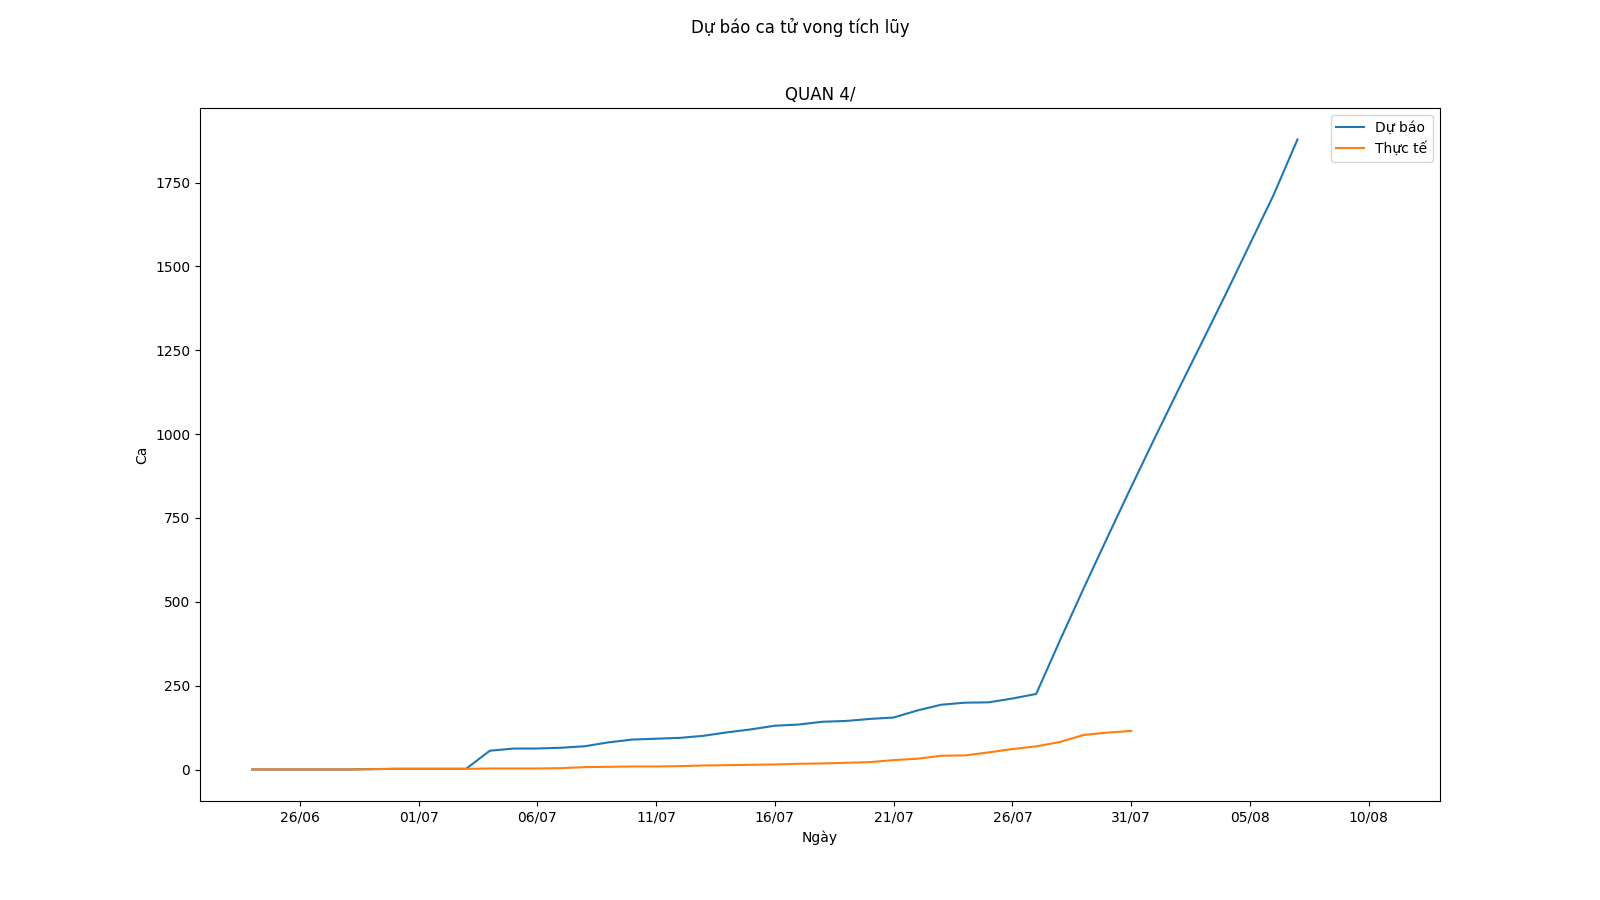 Dự báo ca tử vong tích lũy
QUAN 4/
Dự báo
Thực tế
1750
1500
1250
1000
750
500
250
0
Ca
26/06 01/07 06/07 11/07 16/07 21/07 26/07 31/07 05/08 10/08
Ngày